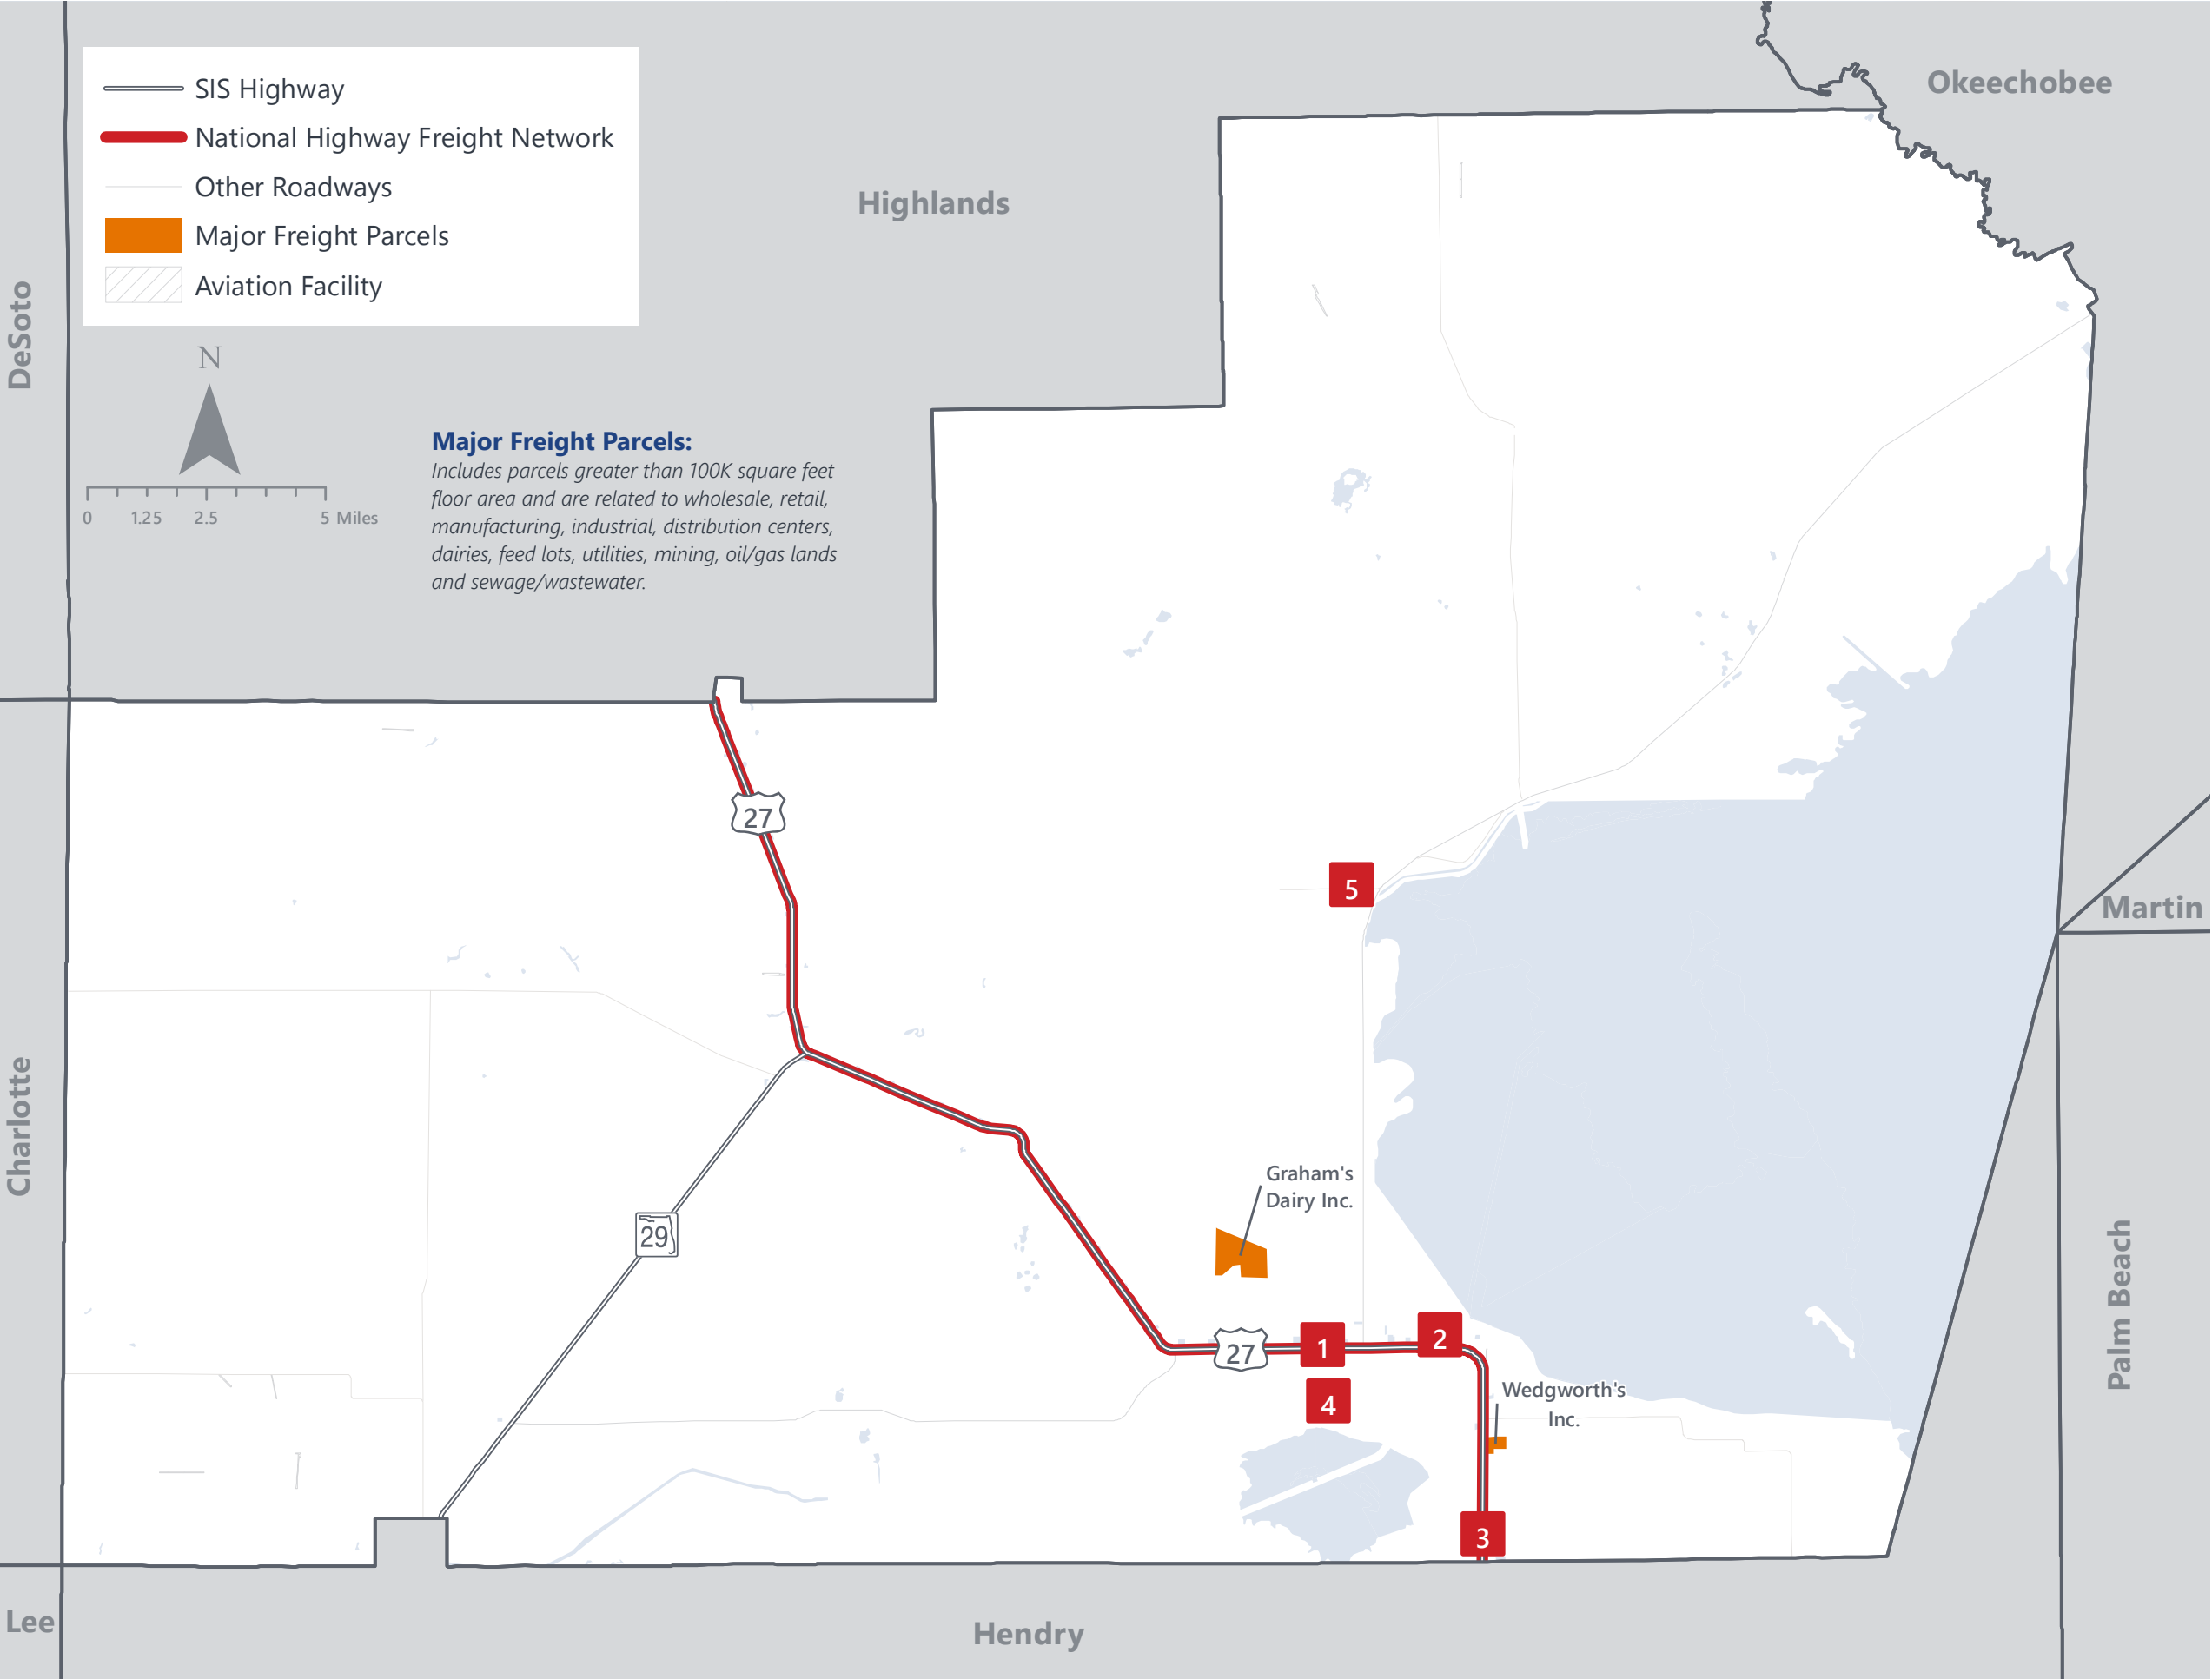 SIS Highway
National Highway Freight Network
Other Roadways
Major Freight Parcels
Aviation Facility
N
0 1.25 2.5 5 Miles
Major Freight Parcels:
Includes parcels greater than 100K square feet
floor area and are related to wholesale, retail,
manufacturing, industrial, distribution centers,
dairies, feed lots, utilities, mining, oil/gas lands
and sewage/wastewater.
Okeechobee
Highlands
DeSoto
27
5
Martin
Charlotte
Graham's
Dairy Inc.
29
Palm Beach
27
1
2
4
Wedgworth's
Inc.
3
Lee
Hendry